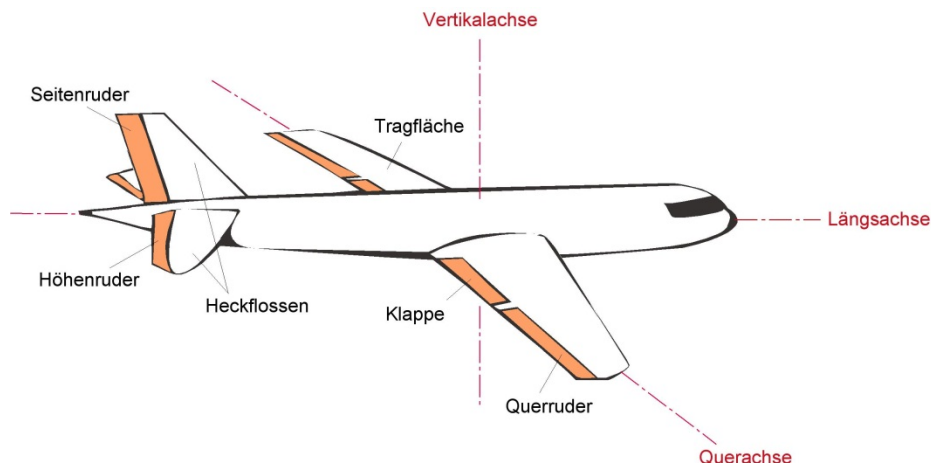 Vertikalachse
Seitenruder
Tragfläche
Längsachse
Höhenruder
Heckflossen
Klappe
Querruder
Querachse